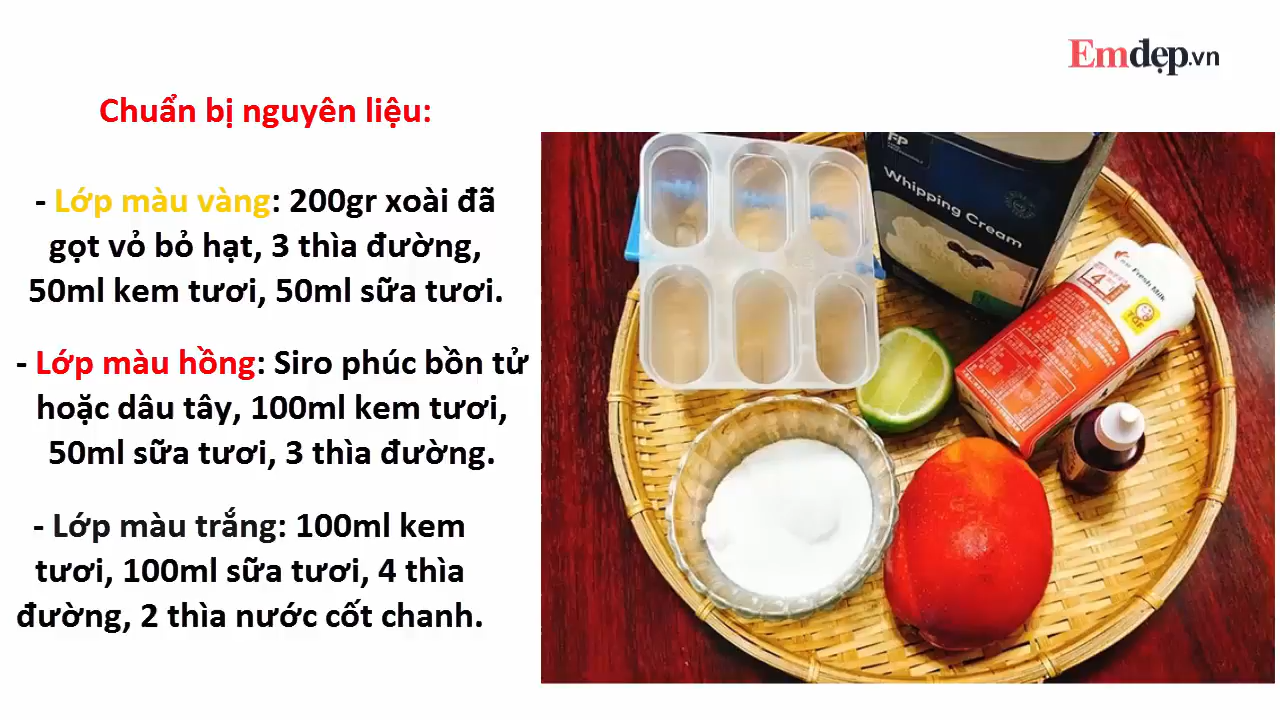 Emdẹp.vn
Chuẩn bị nguyên liệu:
- Lớp màu vàng: 200gr xoài đã
gọt vỏ bỏ hạt, 3 thìa đường,
50ml kem tươi, 50ml sữa tươi.
- Lớp màu hồng: Siro phúc bồn tử
hoặc dâu tây, 100ml kem tươi,
50ml sữa tươi, 3 thìa đường.
- Lớp màu trắng: 100ml kem
tươi, 100ml sữa tươi, 4 thìa
đường, 2 thìa nước cốt chanh.
FP
Whipping Cream
Fresh Milk
L4
TQF